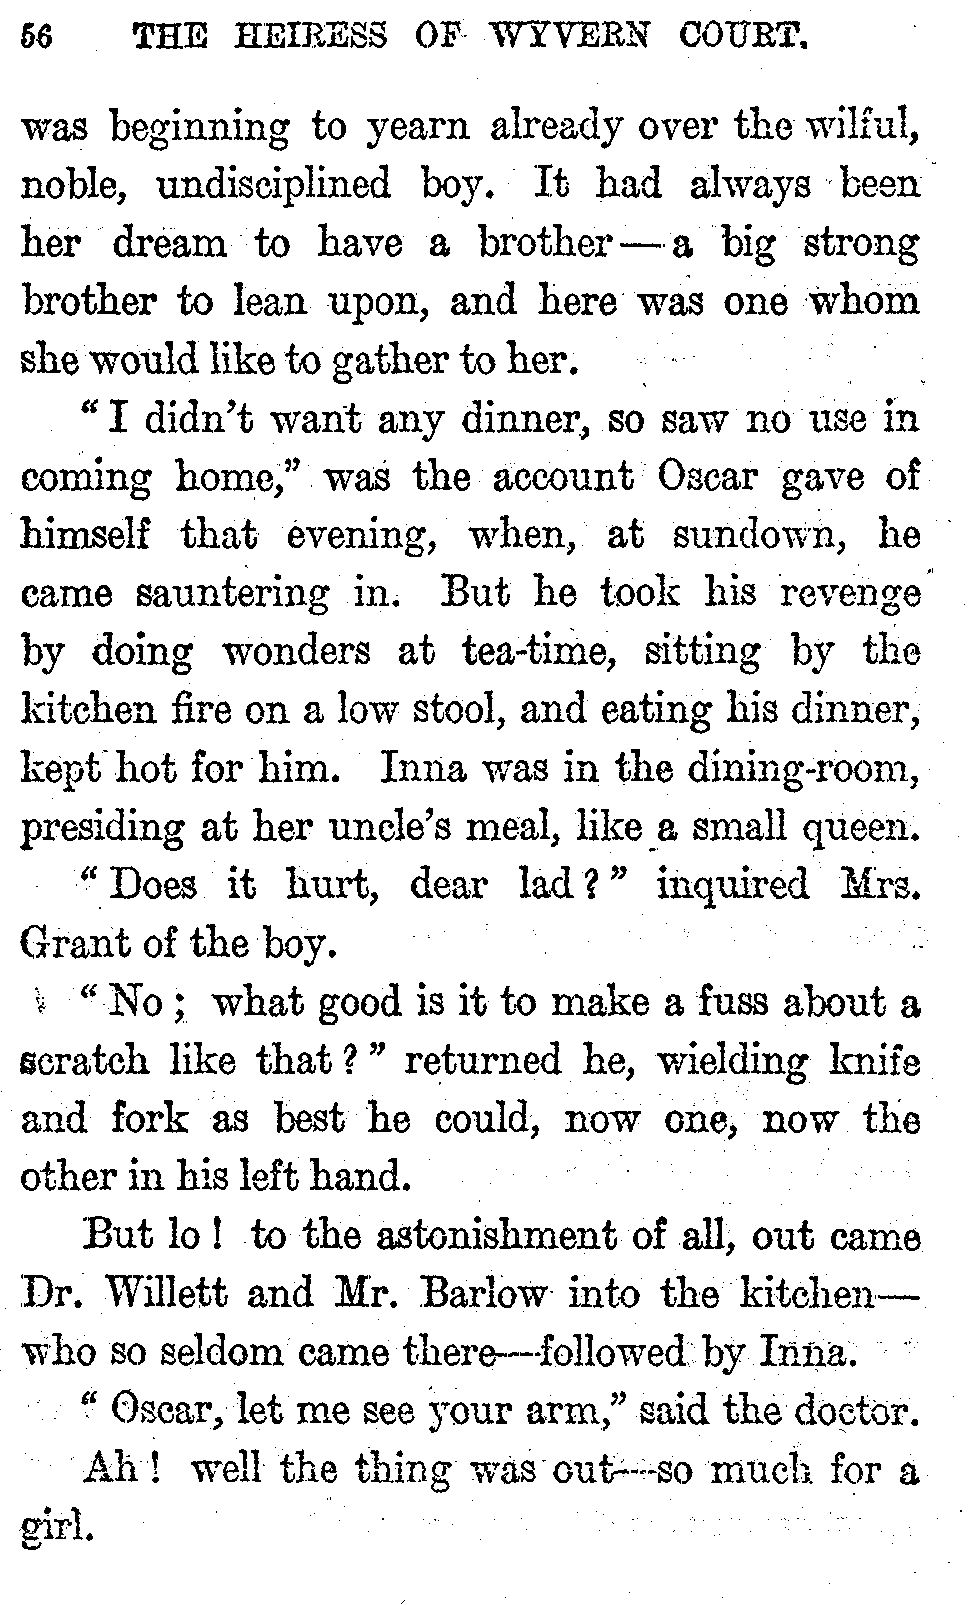 56 THE HEIRESS OF WYVERN COURT.
was beginning to yearn already over the wilful,
noble, undisciplined boy. It had always been
her dream to have a brother—a big strong
brother to lean upon, and here was one whom
she would like to gather to her.
"I didn't want any dinner, so saw no use in
coming home," was the account Oscar gave of
himself that evening, when, at sundown, he
came sauntering in. But he took his revenge
by doing wonders at tea-time, sitting by the
kitchen fire on a low stool, and eating his dinner,
kept hot for him. Inna was in the dining-room,
presiding at her uncle's meal, like a small queen.
"Does it hurt, dear lad?" inquired Mrs.
Grant of the boy.
"No; what good is it to make a fuss about a
scratch like that?" returned he, wielding knife
and fork as best he could, now one, now the
other in his left hand.
But lo! to the astonishment of all, out came
Dr. Willett and Mr. Barlow into the kitchen—
who so seldom came there—followed by Inna.
"Oscar, let me see your arm," said the doctor.
Ah! well the thing was out—so much for a
girl.